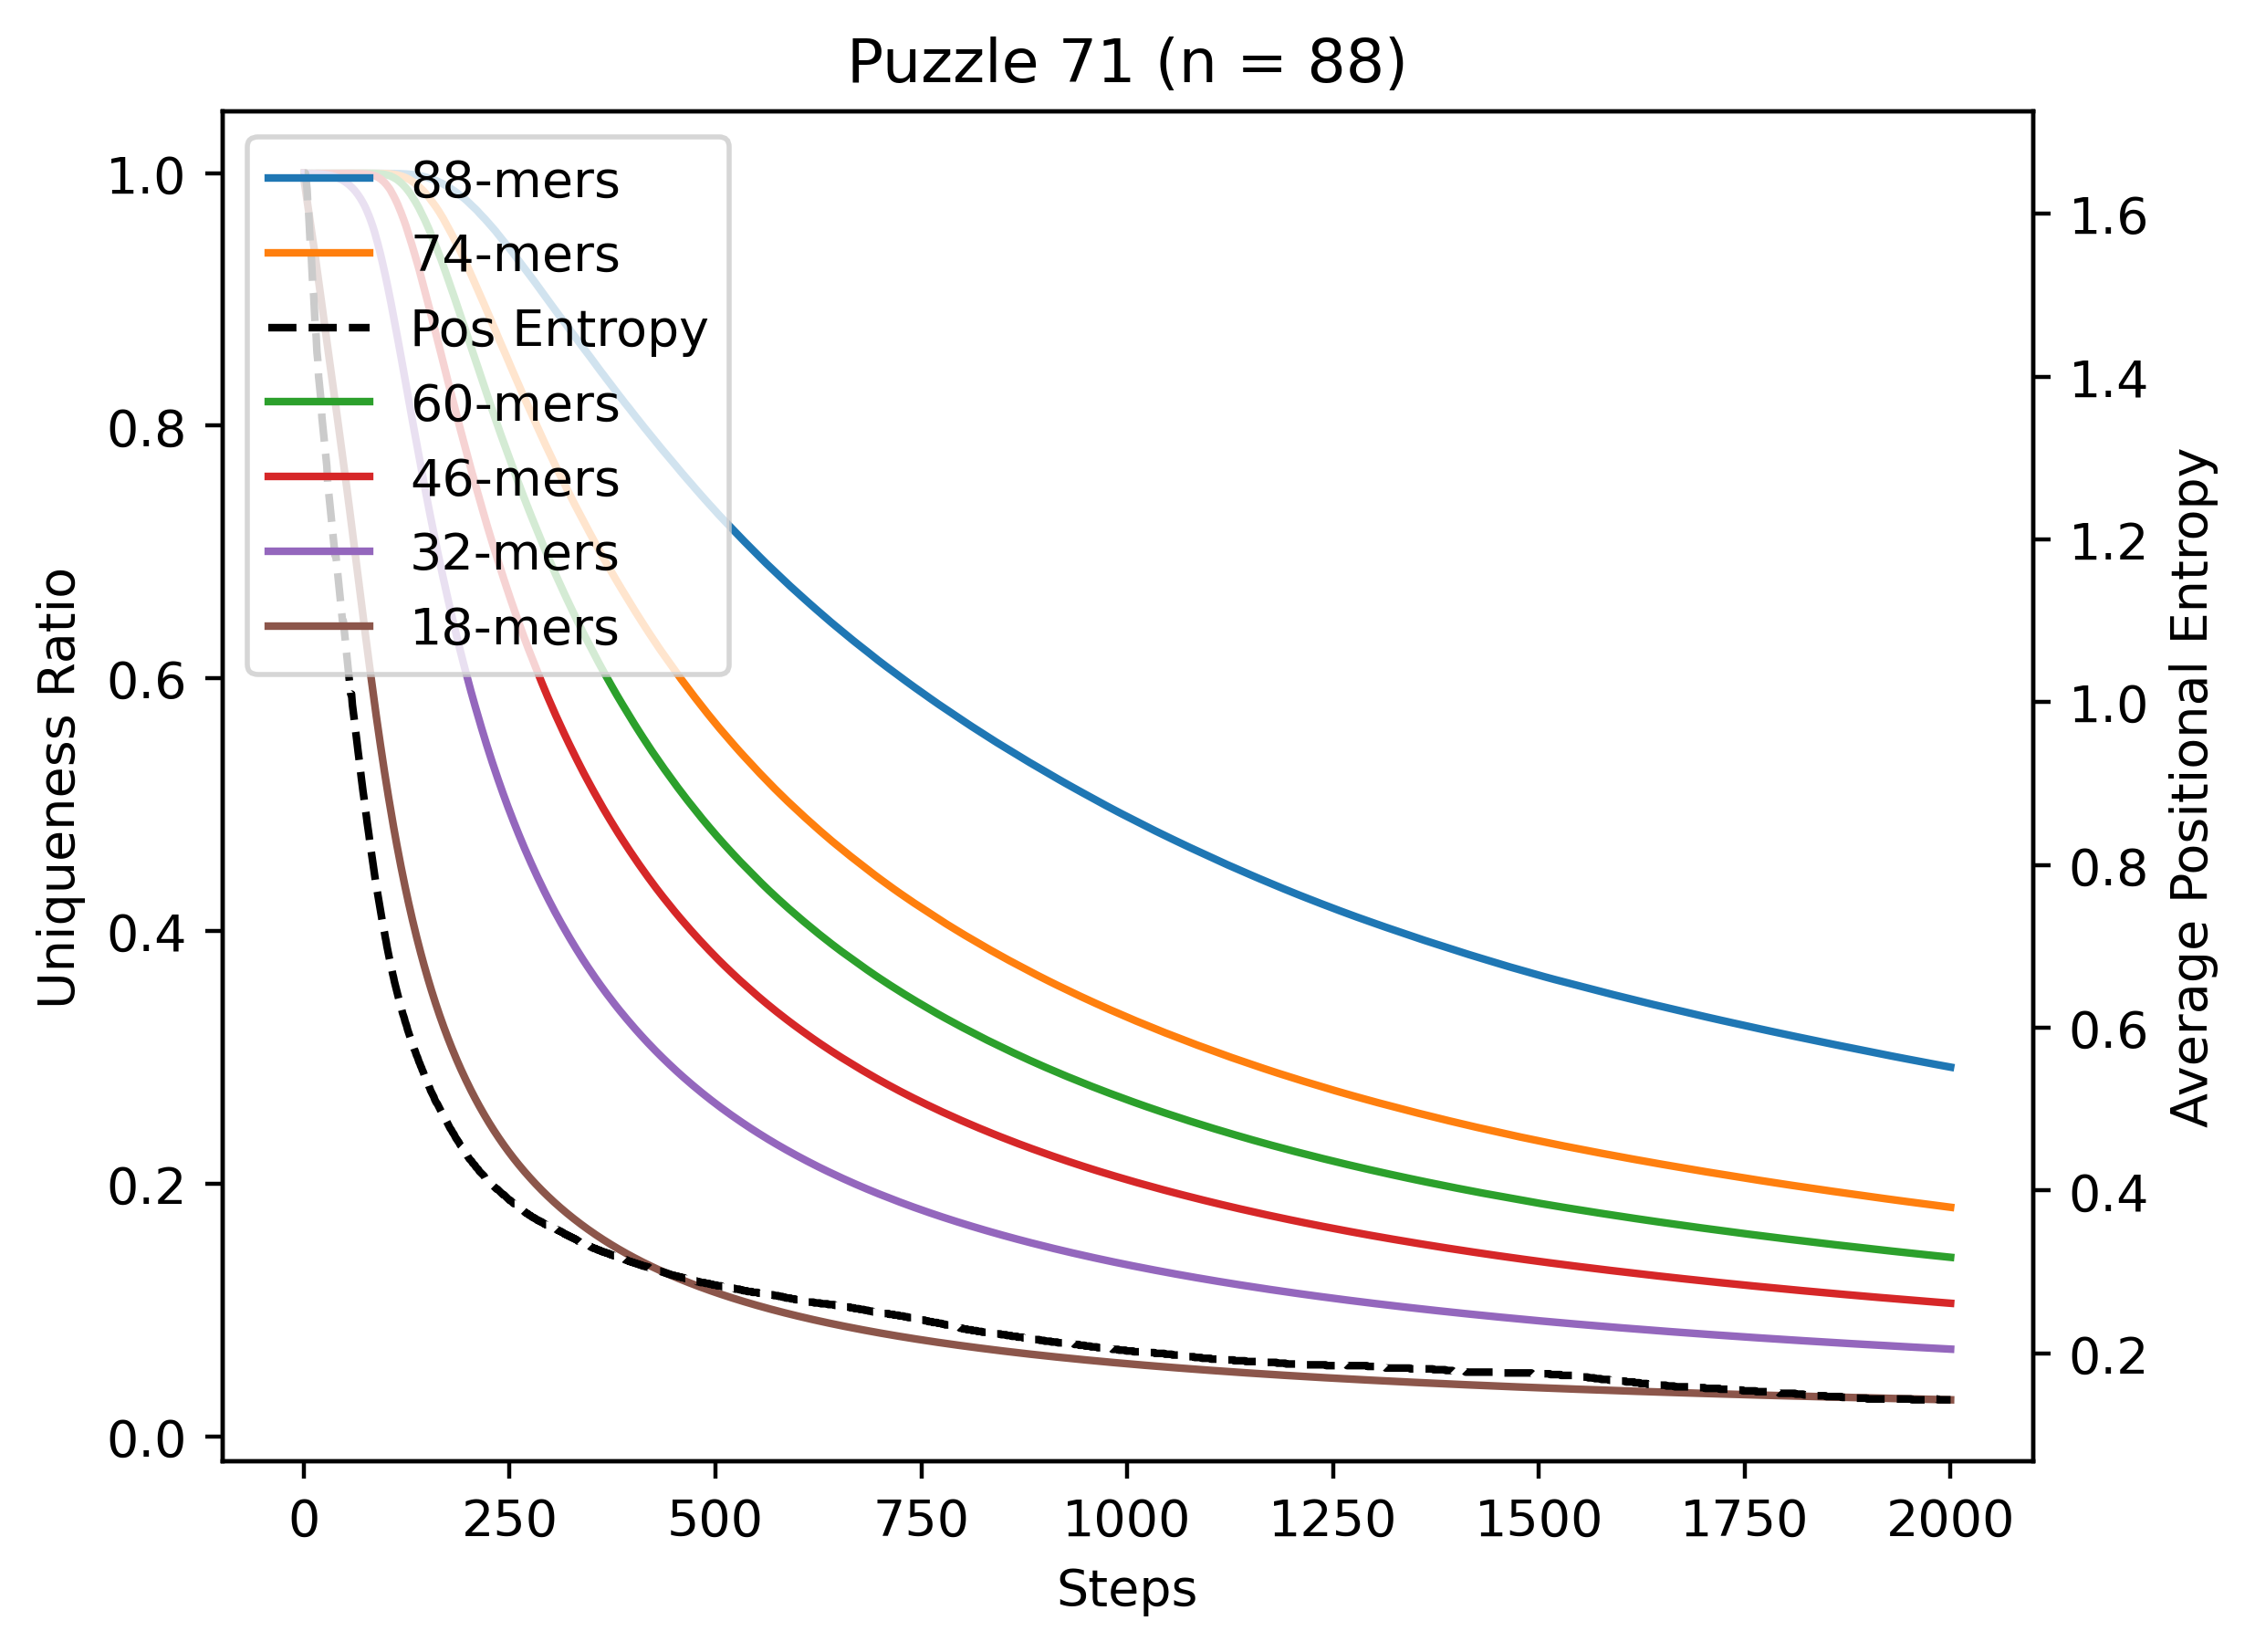 Puzzle 71 (n = 88)
88-mers
74-mers
Pos Entropy
60-mers
46-mers
32-mers
18-mers
Uniqueness Ratio
1.0
0.8
0.6
0.4
0.2
0.0
1.6
1.4
1.2
1.0
0.8
0.6
0.4
0.2
Average Positional Entropy
0 250 500 750 1000 1250 1500 1750 2000
Steps